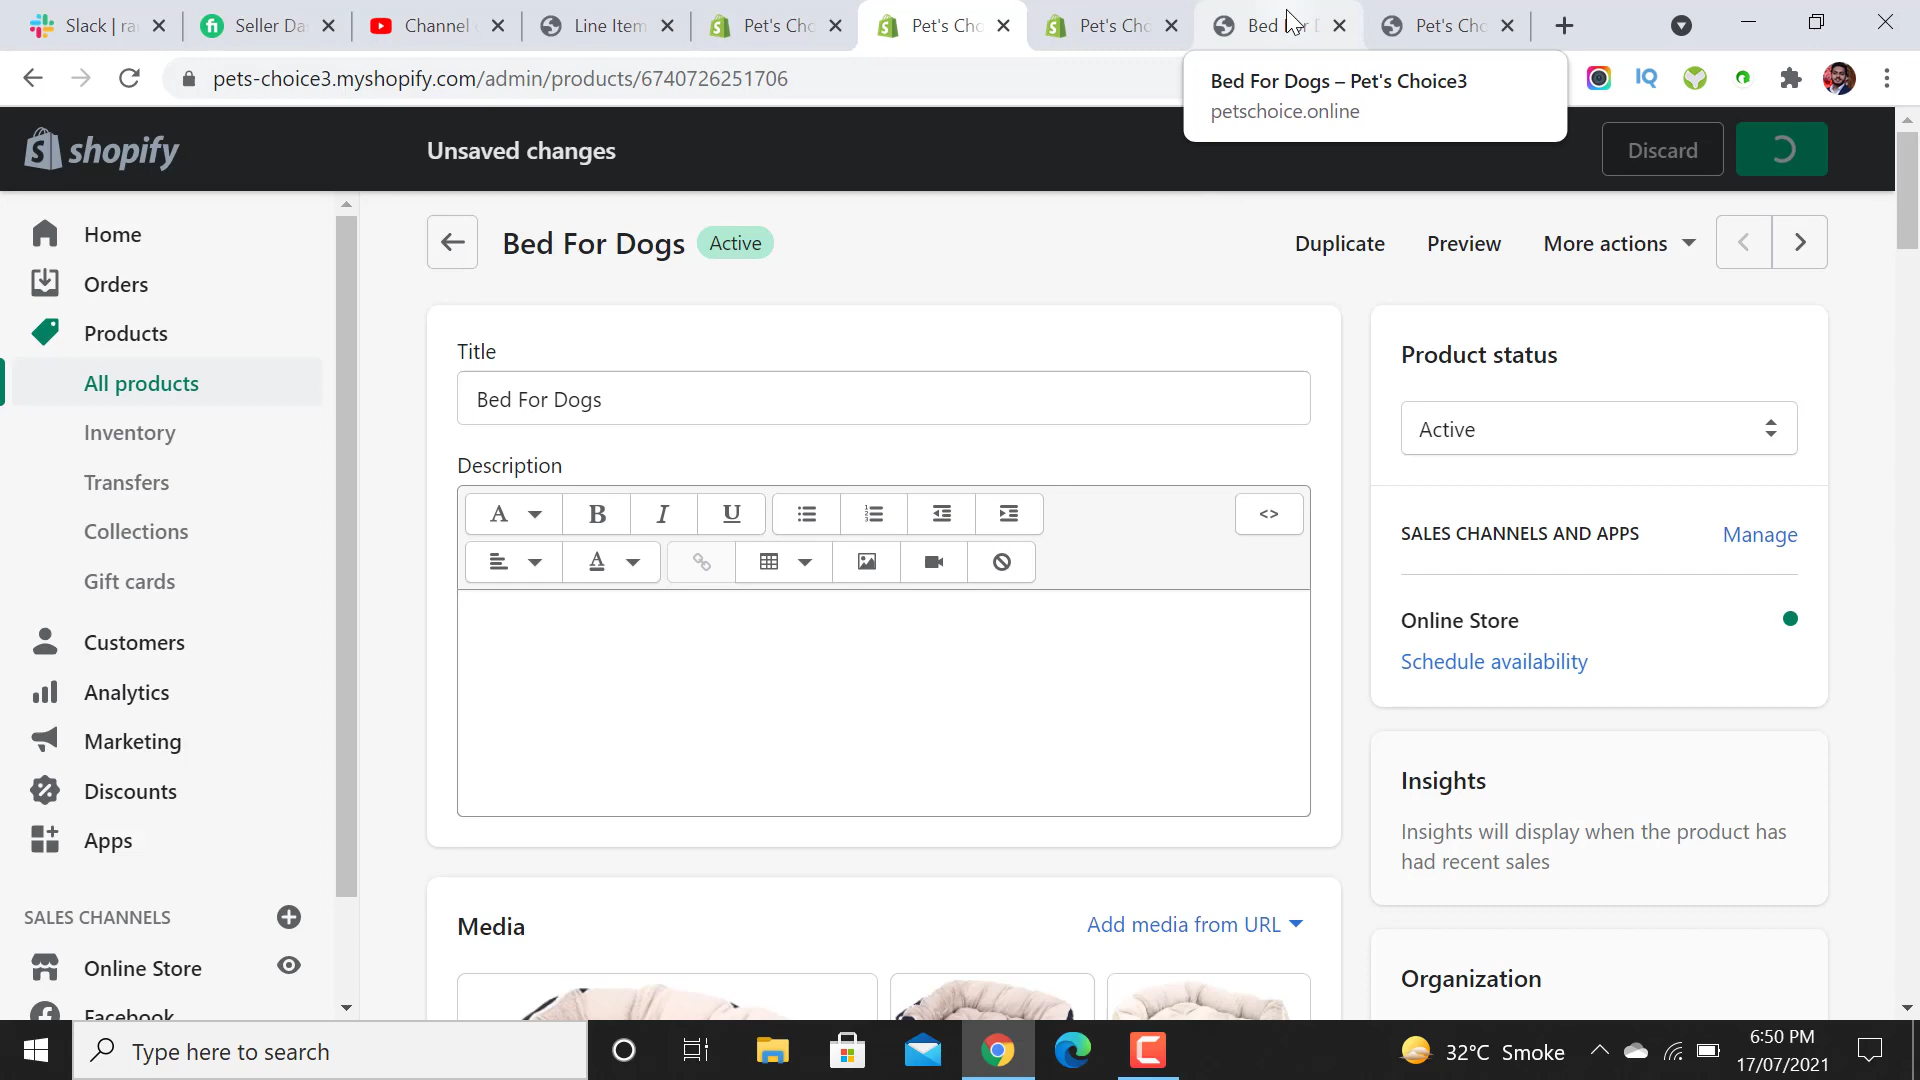 Slack | ra
Seller Da
Channel
Line Item
Pet's Cho
Pet's Cho
Pet's Cho
Bed For D
Pet's Cho
pets-choice3.myshopify.com/admin/products/6740726251706
IQ
Bed For Dogs – Pet's Choice3
petschoice.online
shopify
Unsaved changes
Discard
Home
Orders
Products
All products
Inventory
Transfers
Collections
Gift cards
Customers
Analytics
Marketing
Discounts
Apps
SALES CHANNELS
Online Store
Facebook
Bed For Dogs
Active
Duplicate
Preview
More actions
Title
Bed For Dogs
Description
A B I U <>
A
Media
Add media from URL
Product status
Active
SALES CHANNELS AND APPS
Manage
Online Store
Schedule availability
Insights
Insights will display when the product has
had recent sales
Organization
Type here to search
32°C Smoke
6:50 PM
17/07/2021